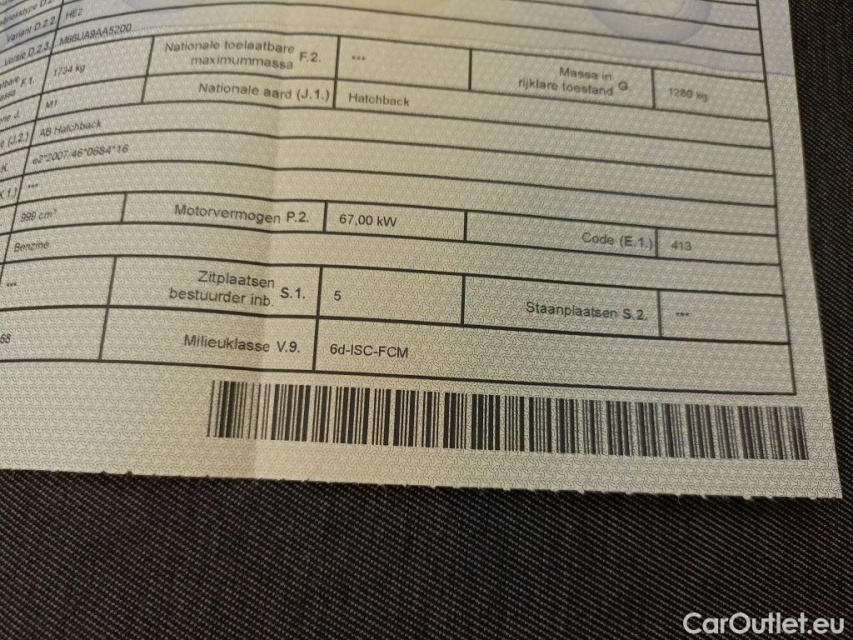 Variant D.2.2. HE2
Versie D.2.3. M6BUA9AA5200
F.1. 1734 kg Nationale toelaatbare maximummassa F.2. *** Massa in rijklare toestand G. 1280 kg
J. M1 Nationale aard (J.1.) Hatchback
(J.2.) AB Hatchback
K. e2*2007/46*0684*16
***
999 cm³ Motorvermogen P.2. 67,00 kW Code (E.1.) 413
Benzine
*** Zitplaatsen bestuurder inb. S.1. 5 Staanplaatsen S.2. ***
68 Milieuklasse V.9. 6d-ISC-FCM
CarOutlet.eu